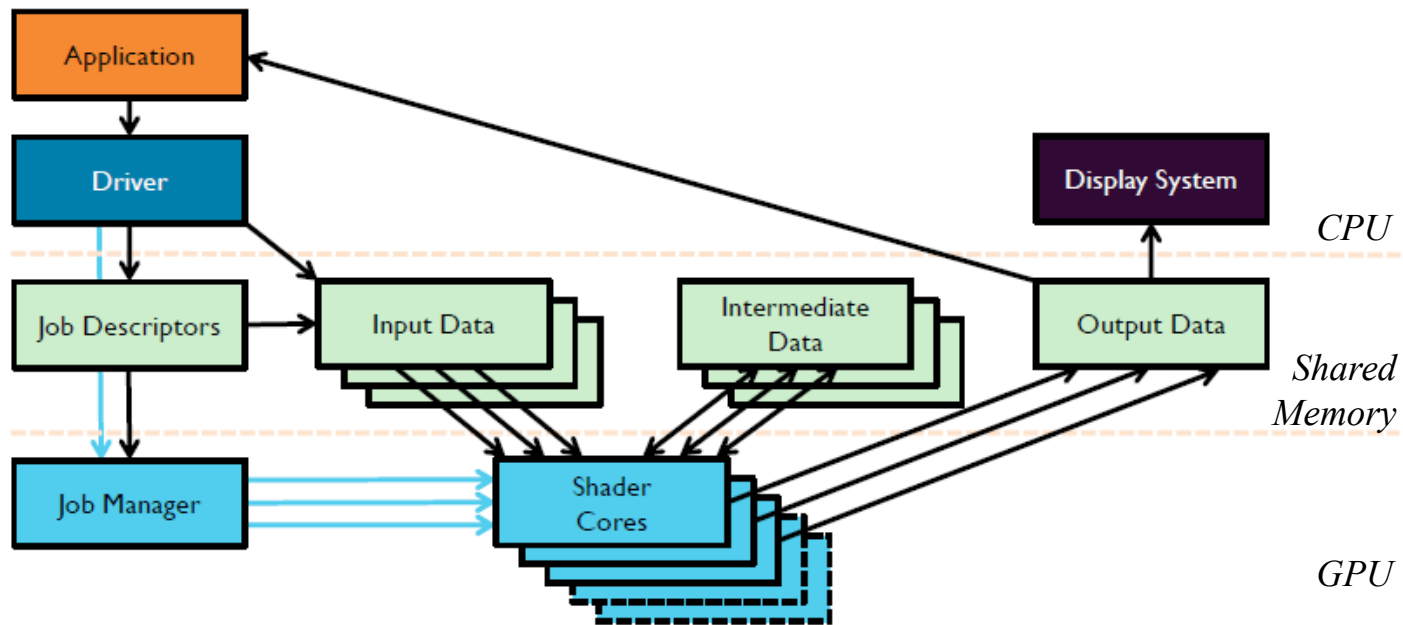 Application
Driver
Display System
CPU
Job Descriptors
Input Data
Intermediate
Data
Output Data
Shared
Memory
Job Manager
Shader
Cores
GPU